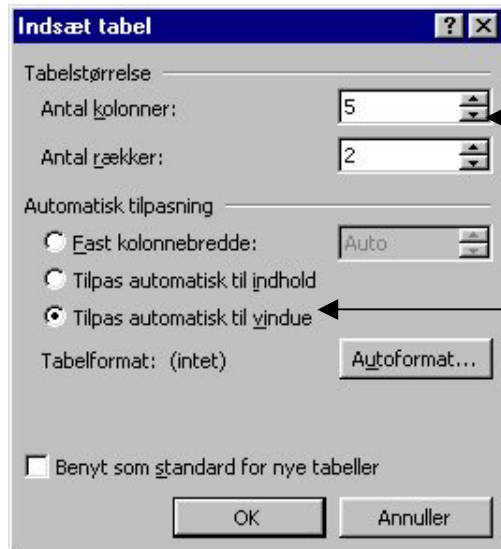 Indsæt tabel
Tabelstørrelse
Antal kolonner: 5
Antal rækker: 2
Automatisk tilpasning
Fast kolonnebredde: Auto
Tilpas automatisk til indhold
Tilpas automatisk til vindue
Tabelformat: (intet) Autoformat...
Benyt som standard for nye tabeller
OK Annuller